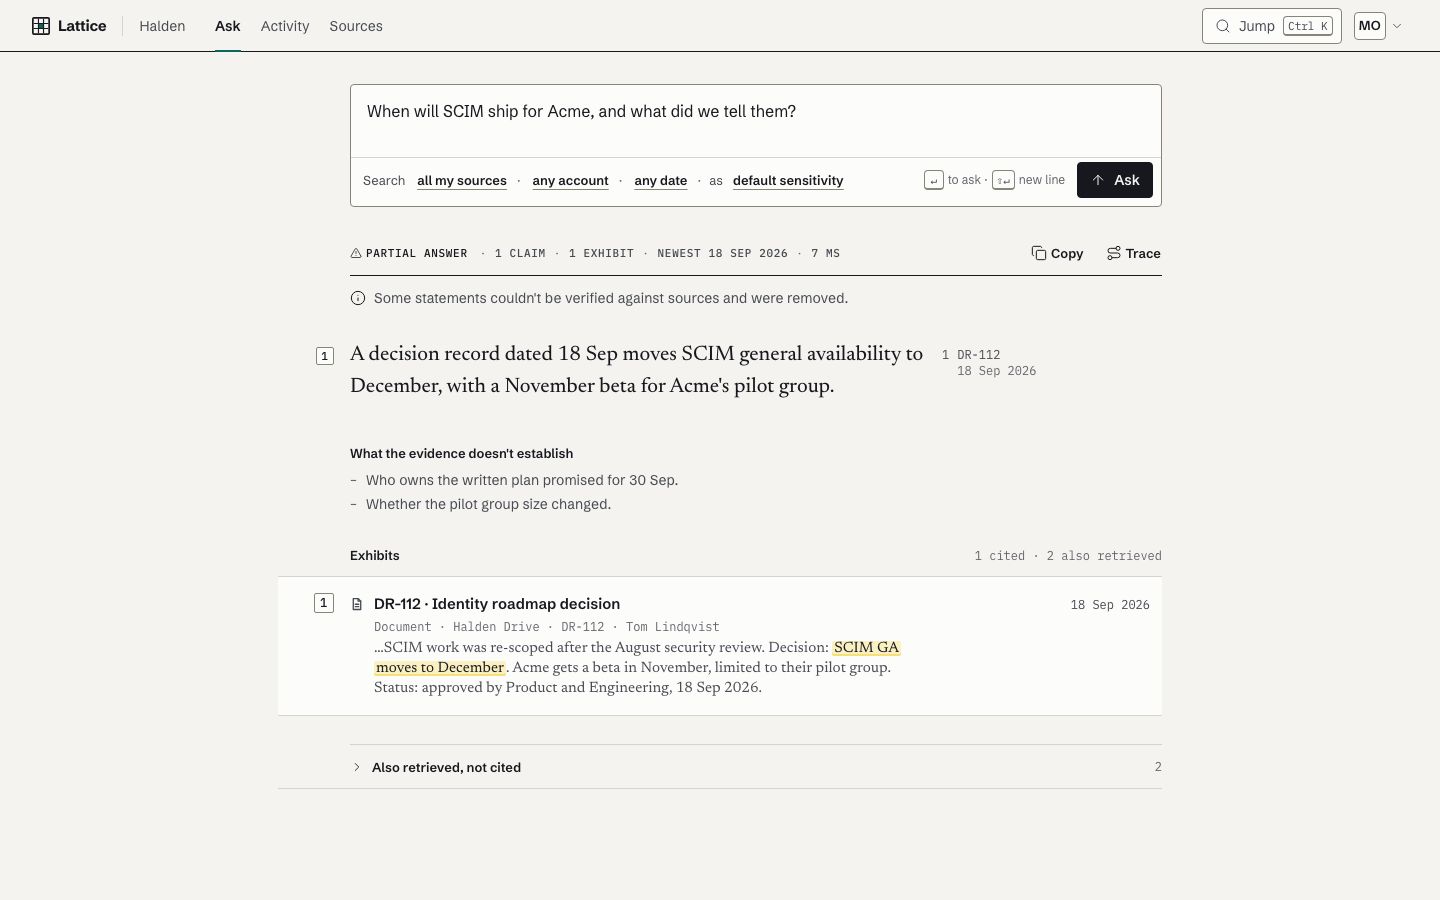 Lattice Halden Ask Activity Sources Jump Ctrl K MO
When will SCIM ship for Acme, and what did we tell them?
Search all my sources · any account · any date · as default sensitivity ↵ to ask · ⇧↵ new line Ask
PARTIAL ANSWER · 1 CLAIM · 1 EXHIBIT · NEWEST 18 SEP 2026 · 7 MS Copy Trace
Some statements couldn't be verified against sources and were removed.
1 A decision record dated 18 Sep moves SCIM general availability to 1 DR-112
18 Sep 2026
December, with a November beta for Acme's pilot group.
What the evidence doesn't establish
– Who owns the written plan promised for 30 Sep.
– Whether the pilot group size changed.
Exhibits 1 cited · 2 also retrieved
1 DR-112 · Identity roadmap decision 18 Sep 2026
Document · Halden Drive · DR-112 · Tom Lindqvist
…SCIM work was re-scoped after the August security review. Decision: SCIM GA
moves to December. Acme gets a beta in November, limited to their pilot group.
Status: approved by Product and Engineering, 18 Sep 2026.
Also retrieved, not cited 2